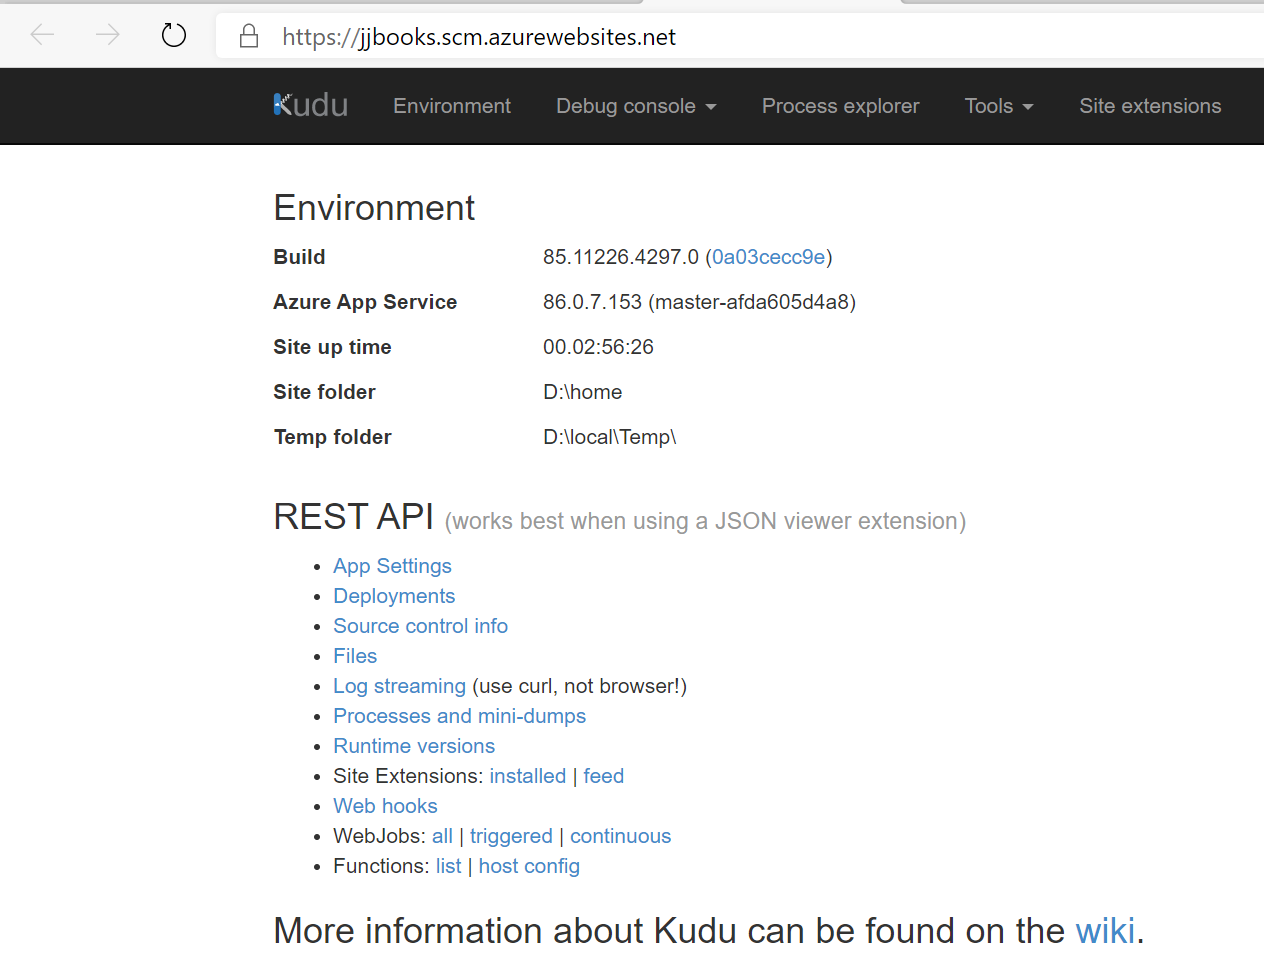 https://jjbooks.scm.azurewebsites.net
Kudu Environment Debug console Process explorer Tools Site extensions
Environment
Build 85.11226.4297.0 (0a03cecc9e)
Azure App Service 86.0.7.153 (master-afda605d4a8)
Site up time 00.02:56:26
Site folder D:\home
Temp folder D:\local\Temp\
REST API (works best when using a JSON viewer extension)
• App Settings
• Deployments
• Source control info
• Files
• Log streaming (use curl, not browser!)
• Processes and mini-dumps
• Runtime versions
• Site Extensions: installed | feed
• Web hooks
• WebJobs: all | triggered | continuous
• Functions: list | host config
More information about Kudu can be found on the wiki.